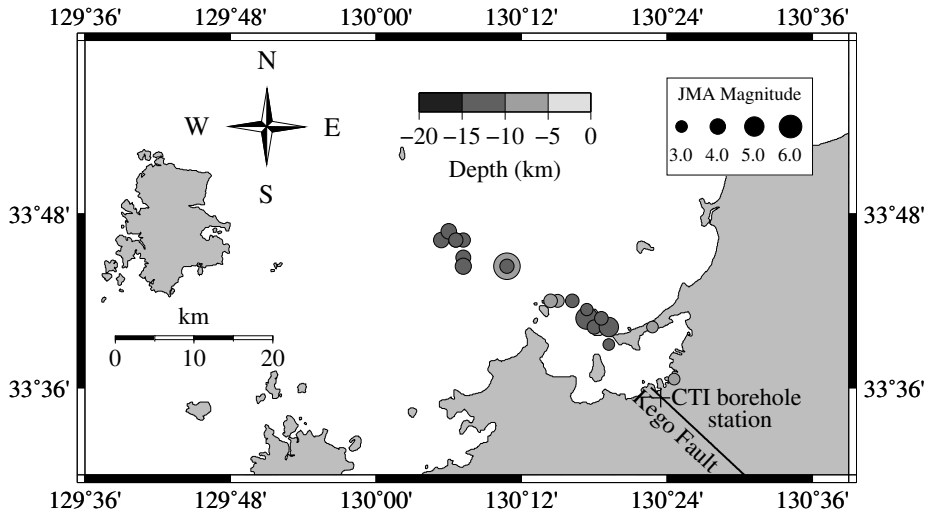 129°36' 129°48' 130°00' 130°12' 130°24' 130°36'
N
W E
S
−20 −15 −10 −5 0
Depth (km)
JMA Magnitude
3.0 4.0 5.0 6.0
33°48' 33°48'
km
0 10 20
33°36' 33°36'
CTI borehole
station
Kego Fault
129°36' 129°48' 130°00' 130°12' 130°24' 130°36'